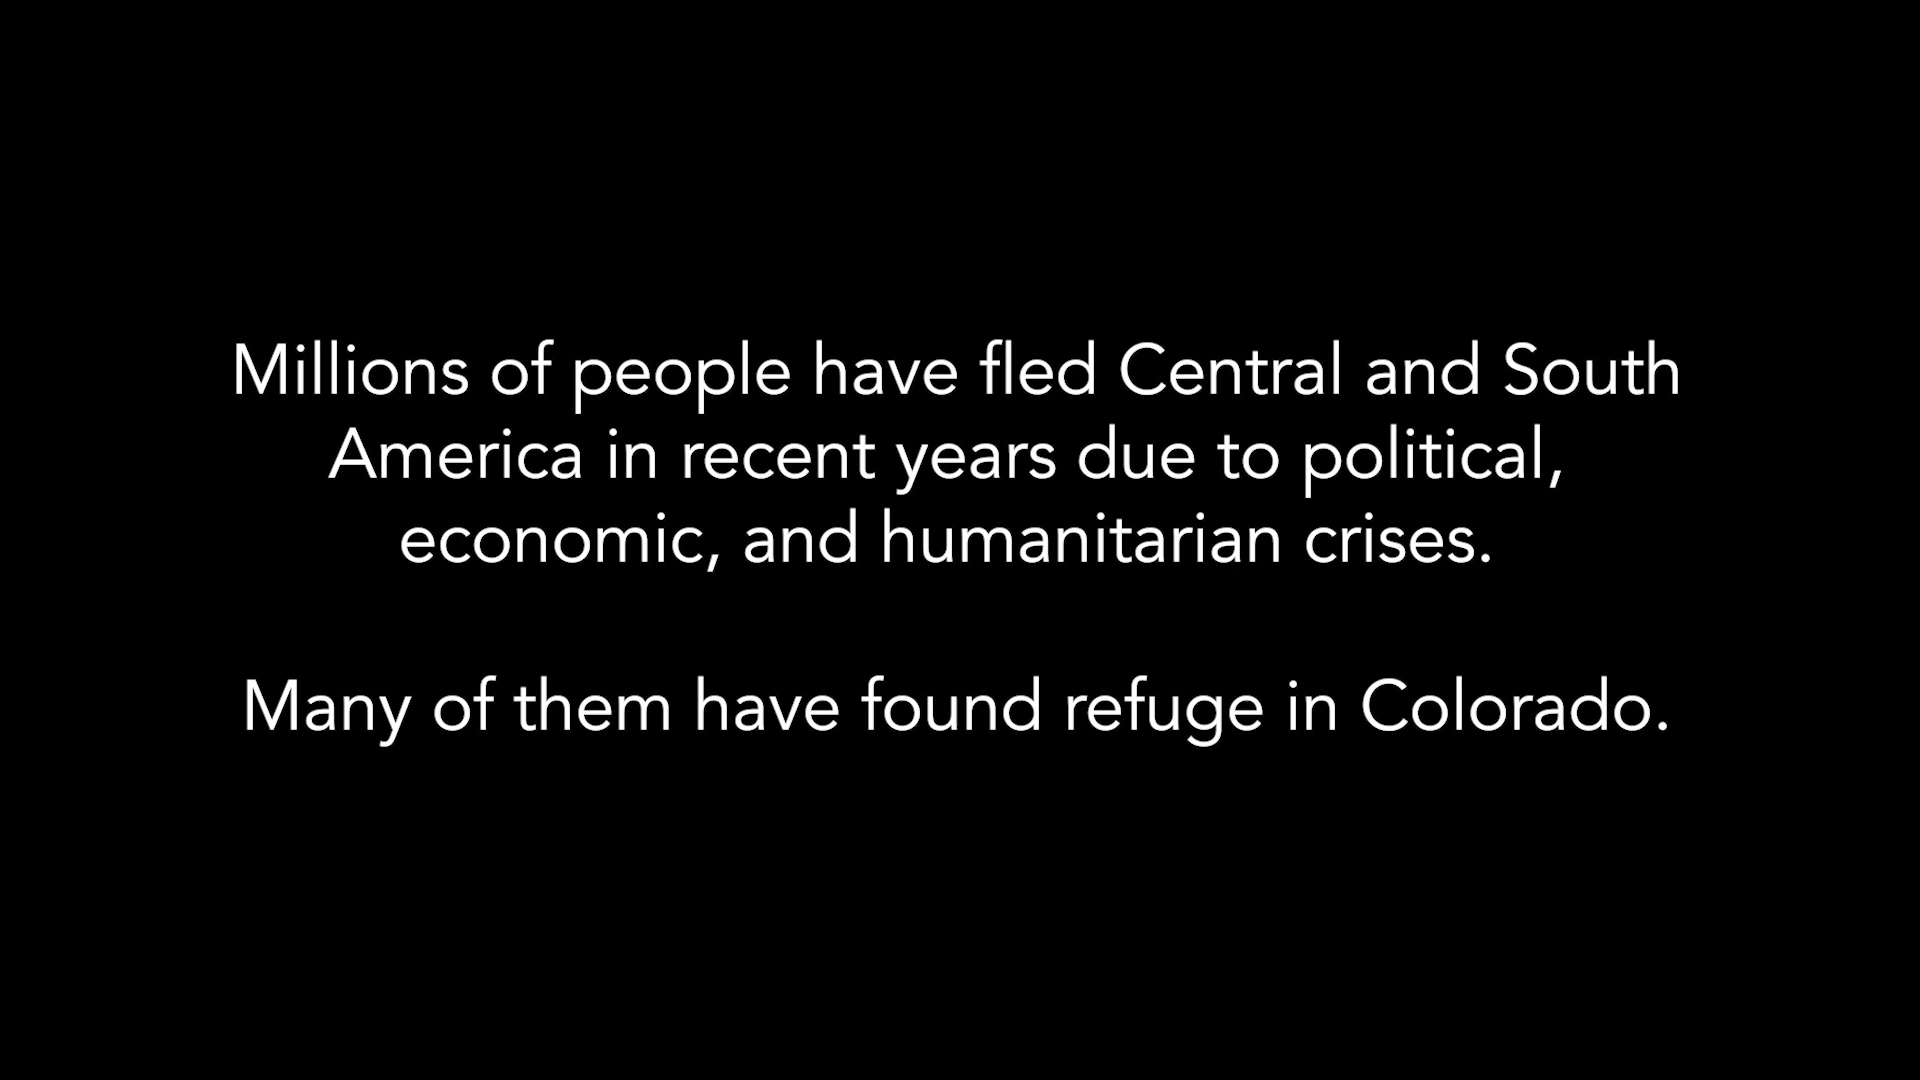 Millions of people have fled Central and South
America in recent years due to political,
economic, and humanitarian crises.
Many of them have found refuge in Colorado.